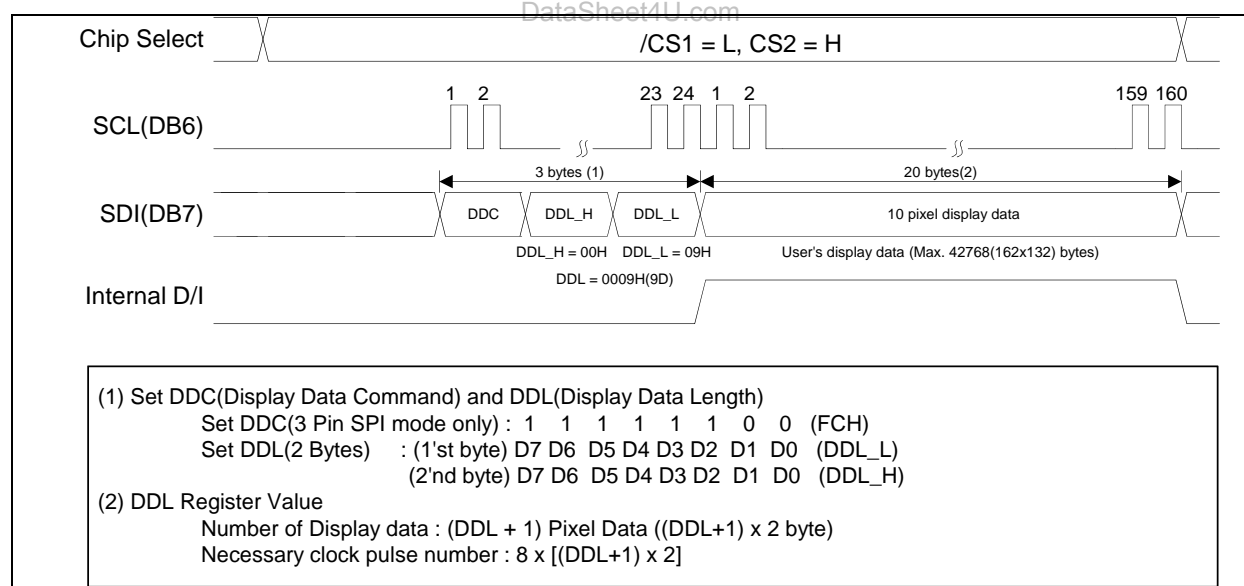 DataSheet4U.com
Chip Select /CS1 = L, CS2 = H
1 2 23 24 1 2 159 160
SCL(DB6)
3 bytes (1) 20 bytes(2)
SDI(DB7) DDC DDL_H DDL_L 10 pixel display data
DDL_H = 00H DDL_L = 09H User's display data (Max. 42768(162x132) bytes)
DDL = 0009H(9D)
Internal D/I
(1) Set DDC(Display Data Command) and DDL(Display Data Length)
Set DDC(3 Pin SPI mode only) : 1 1 1 1 1 1 0 0 (FCH)
Set DDL(2 Bytes) : (1'st byte) D7 D6 D5 D4 D3 D2 D1 D0 (DDL_L)
(2'nd byte) D7 D6 D5 D4 D3 D2 D1 D0 (DDL_H)
(2) DDL Register Value
Number of Display data : (DDL + 1) Pixel Data ((DDL+1) x 2 byte)
Necessary clock pulse number : 8 x [(DDL+1) x 2]